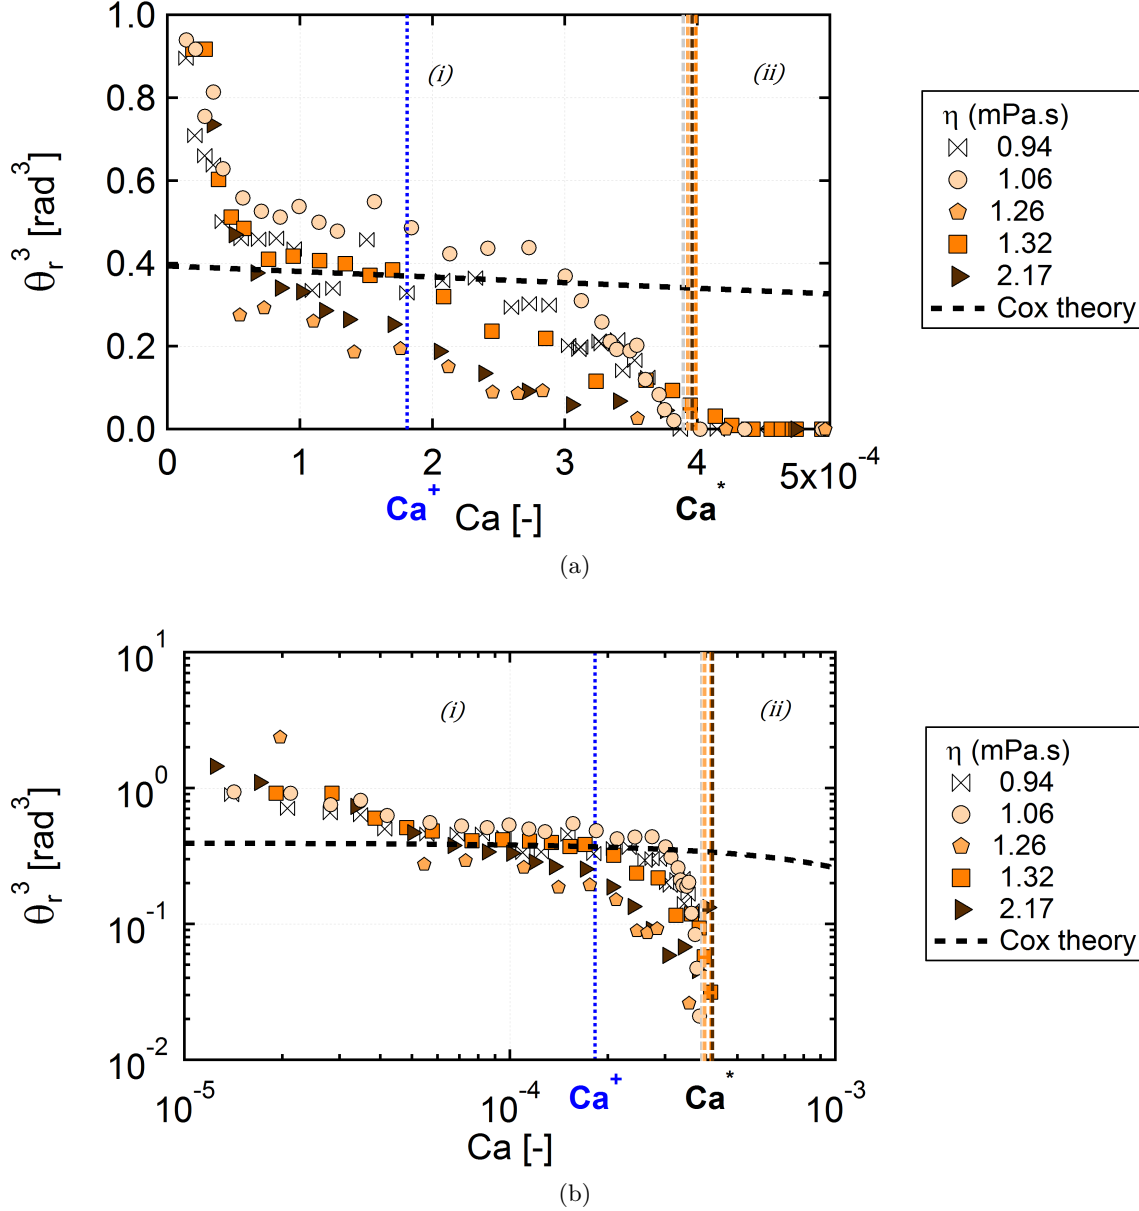 1.0
0.8
0.6
0.4
0.2
0.0
θr3 [rad3]
(i)
(ii)
0
1
2
3
4
5x10-4
Ca+
Ca [-]
Ca*
η (mPa.s)
0.94
1.06
1.26
1.32
2.17
Cox theory
(a)
101
100
10-1
10-2
θr3 [rad3]
(i)
(ii)
10-5
10-4
10-3
Ca+
Ca*
Ca [-]
η (mPa.s)
0.94
1.06
1.26
1.32
2.17
Cox theory
(b)